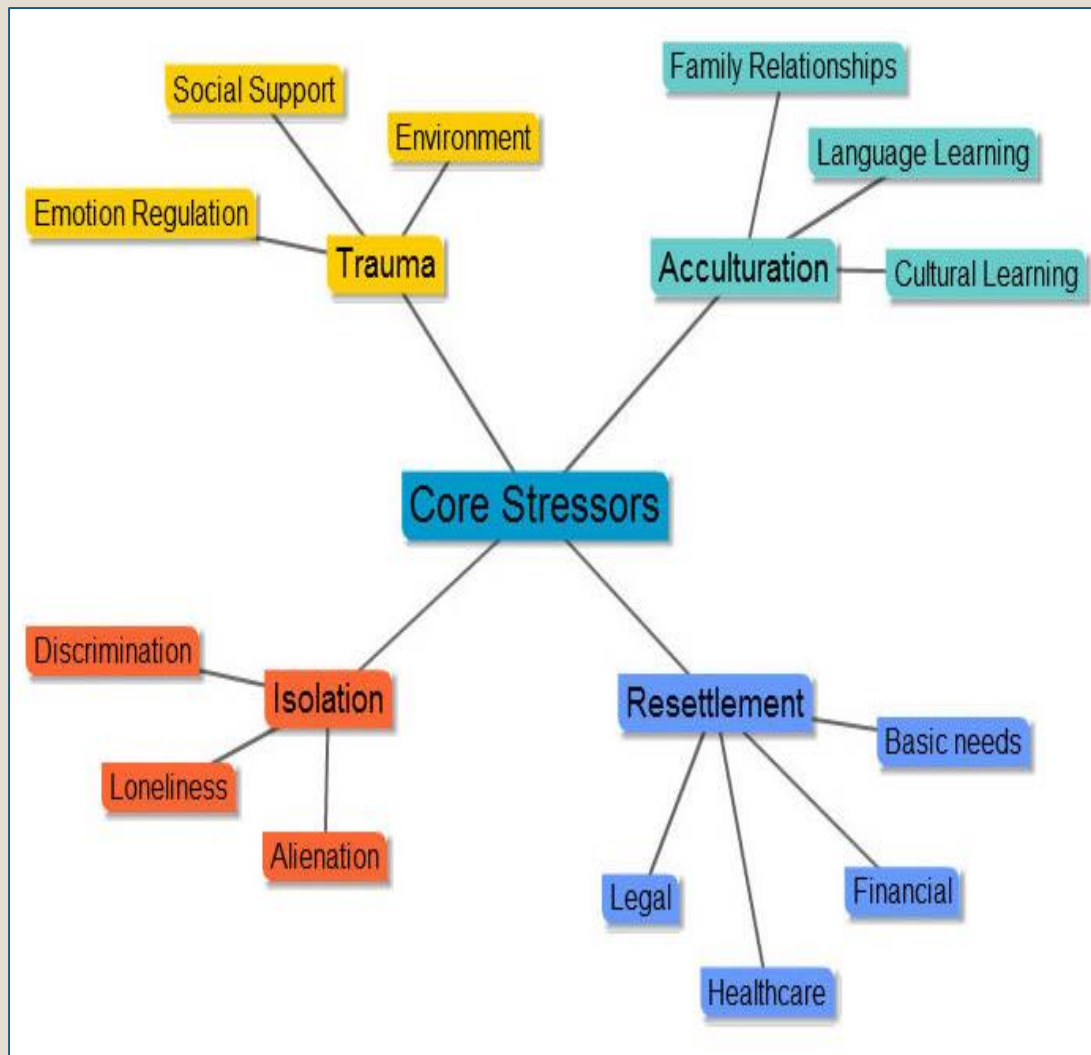 Family Relationships
Social Support
Environment
Language Learning
Emotion Regulation
Trauma
Acculturation
Cultural Learning
Core Stressors
Discrimination
Isolation
Resettlement
Basic needs
Loneliness
Alienation
Legal
Financial
Healthcare